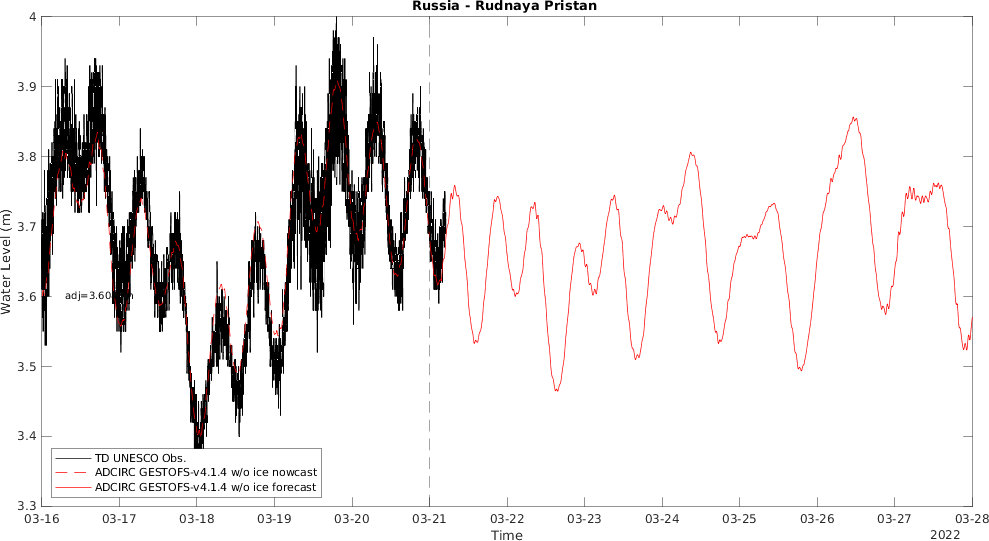 Russia - Rudnaya Pristan
Water Level (m)
4
3.9
3.8
3.7
3.6
3.5
3.4
3.3
adj=3.60
TD UNESCO Obs.
ADCIRC GESTOFS-v4.1.4 w/o ice nowcast
ADCIRC GESTOFS-v4.1.4 w/o ice forecast
03-16 03-17 03-18 03-19 03-20 03-21 03-22 03-23 03-24 03-25 03-26 03-27 03-28
Time
2022